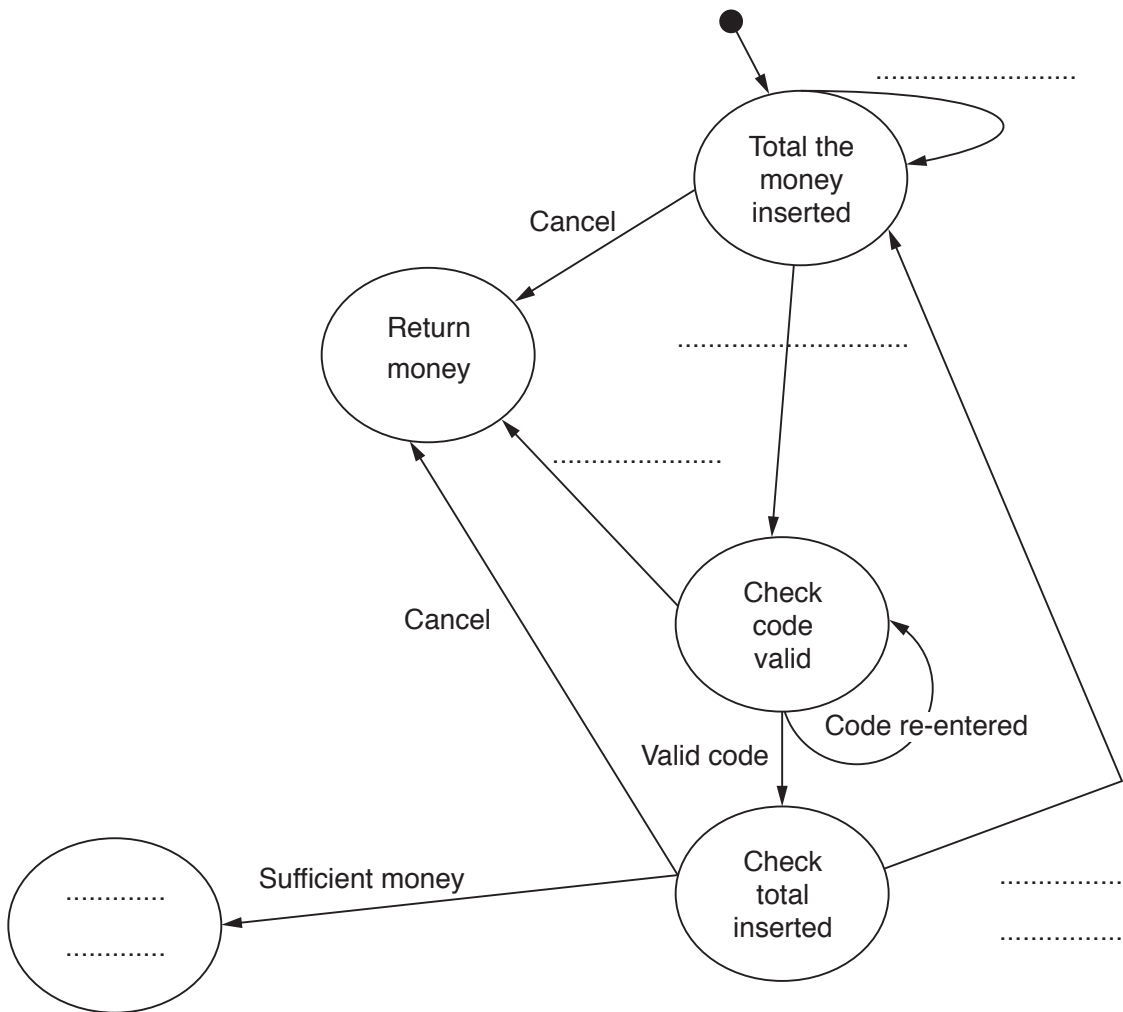 ..........................
Total the
money
inserted
Cancel
Return
money
..............................
......................
Check
code
valid
Cancel
Code re-entered
Valid code
Check
total
inserted
Sufficient money
.............
.............
................
................